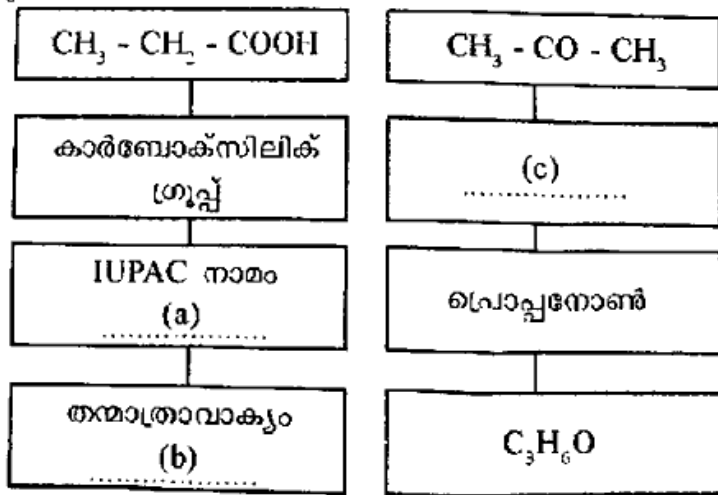 CH₃ - CH₂ - COOH
കാർബോക്സിലിക്
ഗ്രൂപ്പ്
IUPAC നാമം
(a)
....................
തന്മാത്രാവാക്യം
(b)
....................
CH₃ - CO - CH₃
(c)
....................
പ്രൊപ്പനോൺ
C₃H₆O